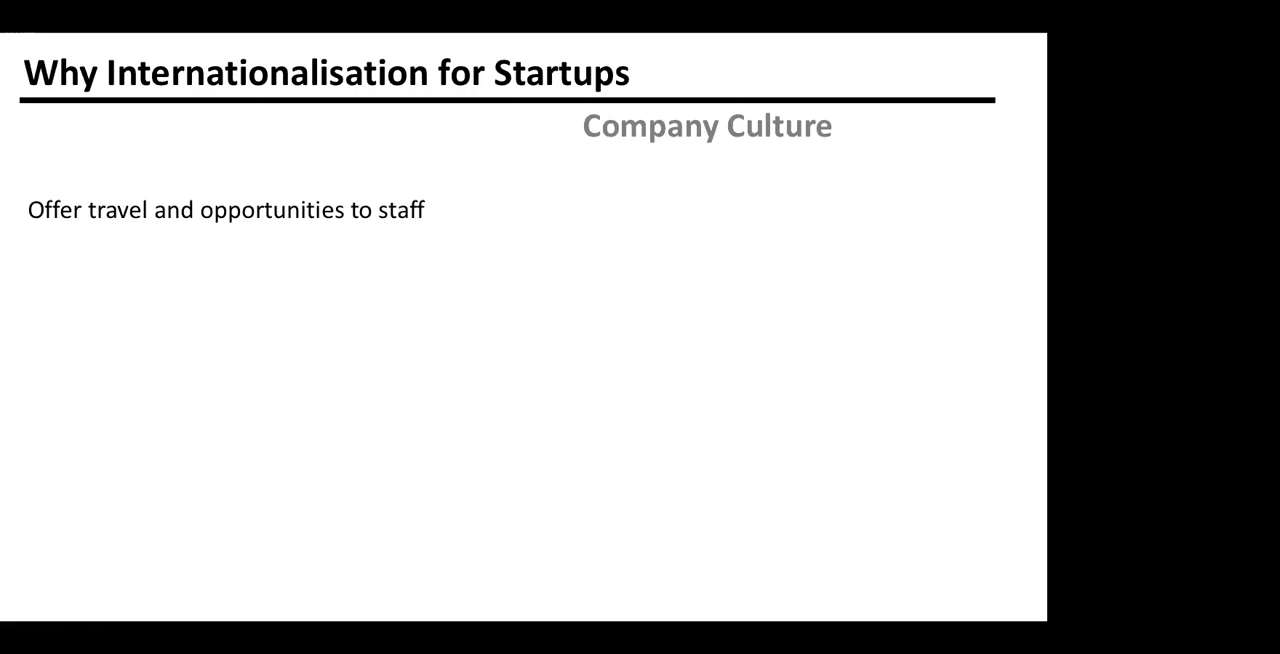 Why Internationalisation for Startups
Company Culture
Offer travel and opportunities to staff